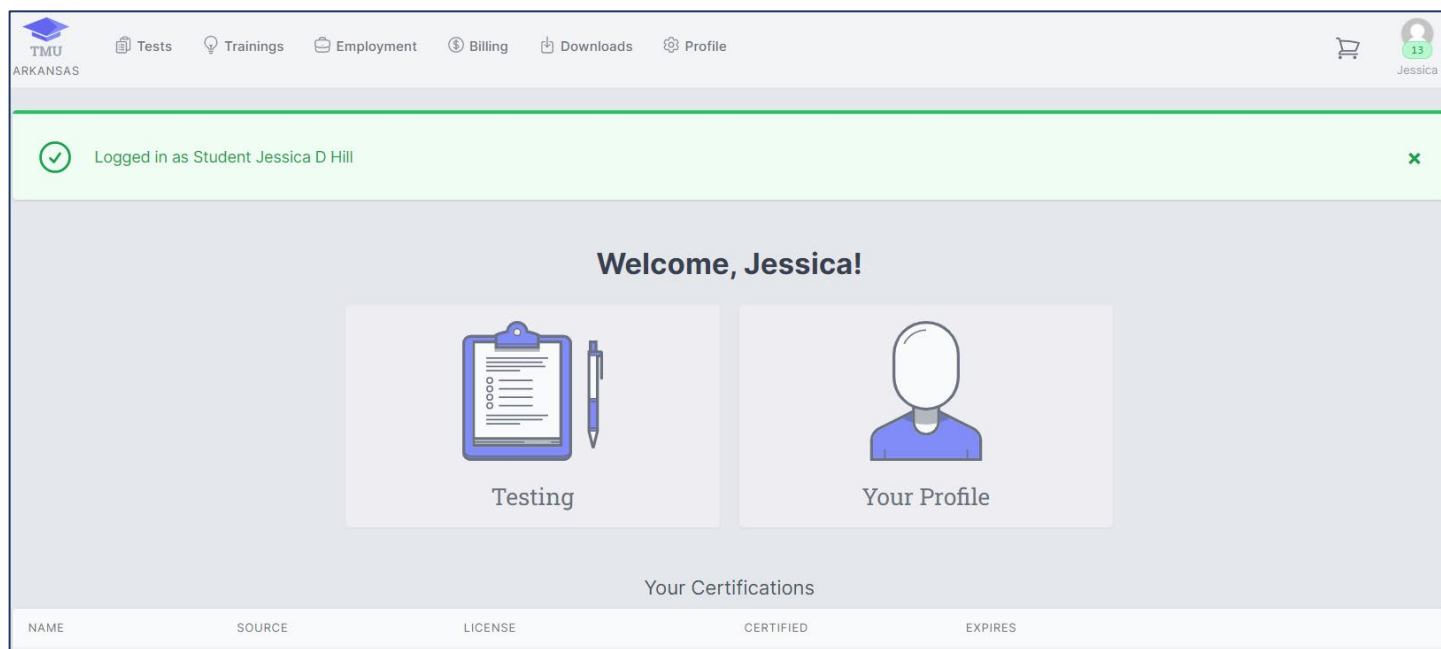 TMU
ARKANSAS
Tests Trainings Employment Billing Downloads Profile
13
Jessica
Logged in as Student Jessica D Hill
Welcome, Jessica!
Testing
Your Profile
Your Certifications
NAME SOURCE LICENSE CERTIFIED EXPIRES